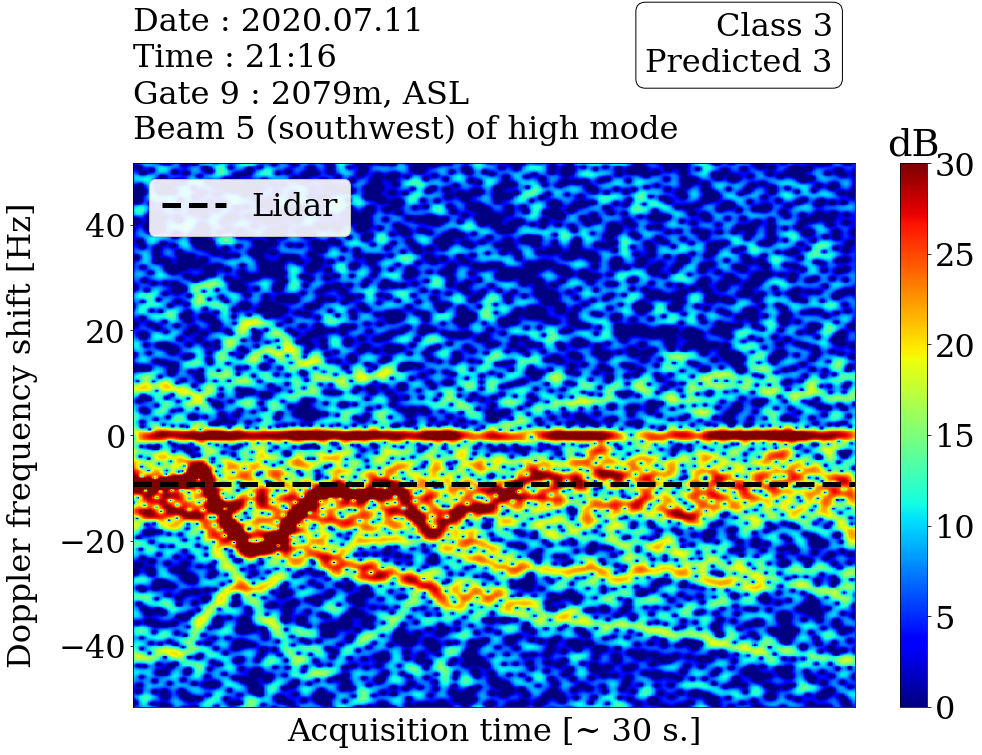 Date : 2020.07.11
Time : 21:16
Gate 9 : 2079m, ASL
Beam 5 (southwest) of high mode
Class 3
Predicted 3
dB
Lidar
Doppler frequency shift [Hz]
40
20
0
−20
−40
Acquisition time [~ 30 s.]
30
25
20
15
10
5
0